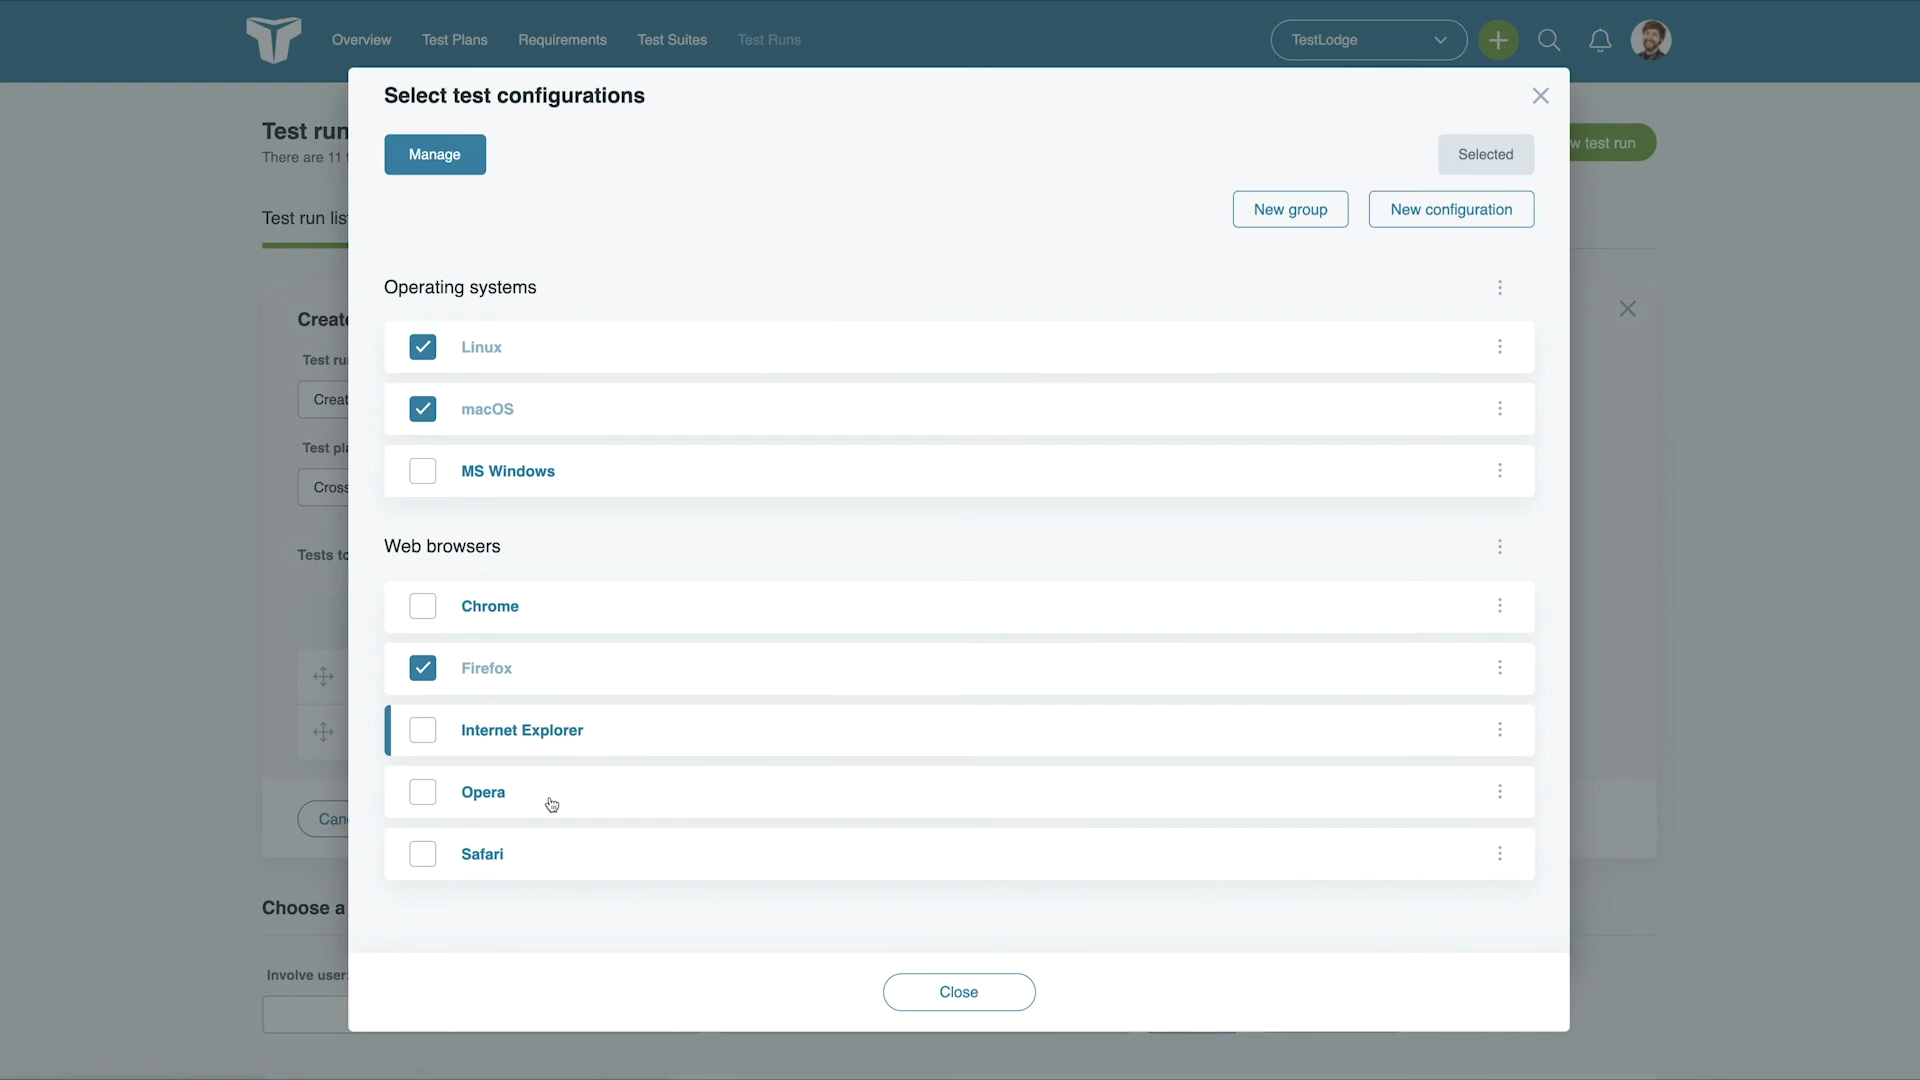 Overview Test Plans Requirements Test Suites Test Runs TestLodge
Select test configurations
Test run
There are 11 t
Manage
Selected
w test run
New group
New configuration
Test run lis
Operating systems
Create
Linux
Test ru
Creat
macOS
Test pla
MS Windows
Cross
Web browsers
Tests to
Chrome
Firefox
Internet Explorer
Opera
Canc
Safari
Choose a
Involve user
Close